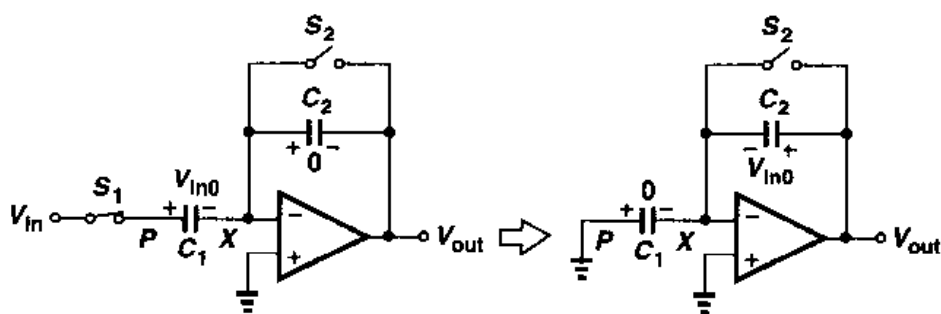 S2
S2
C2
C2
+ 0 −
− Vin0 +
S1
Vin0
0
Vin
+ −
−
Vout
+ −
−
Vout
P
C1
X
+
P
C1
X
+